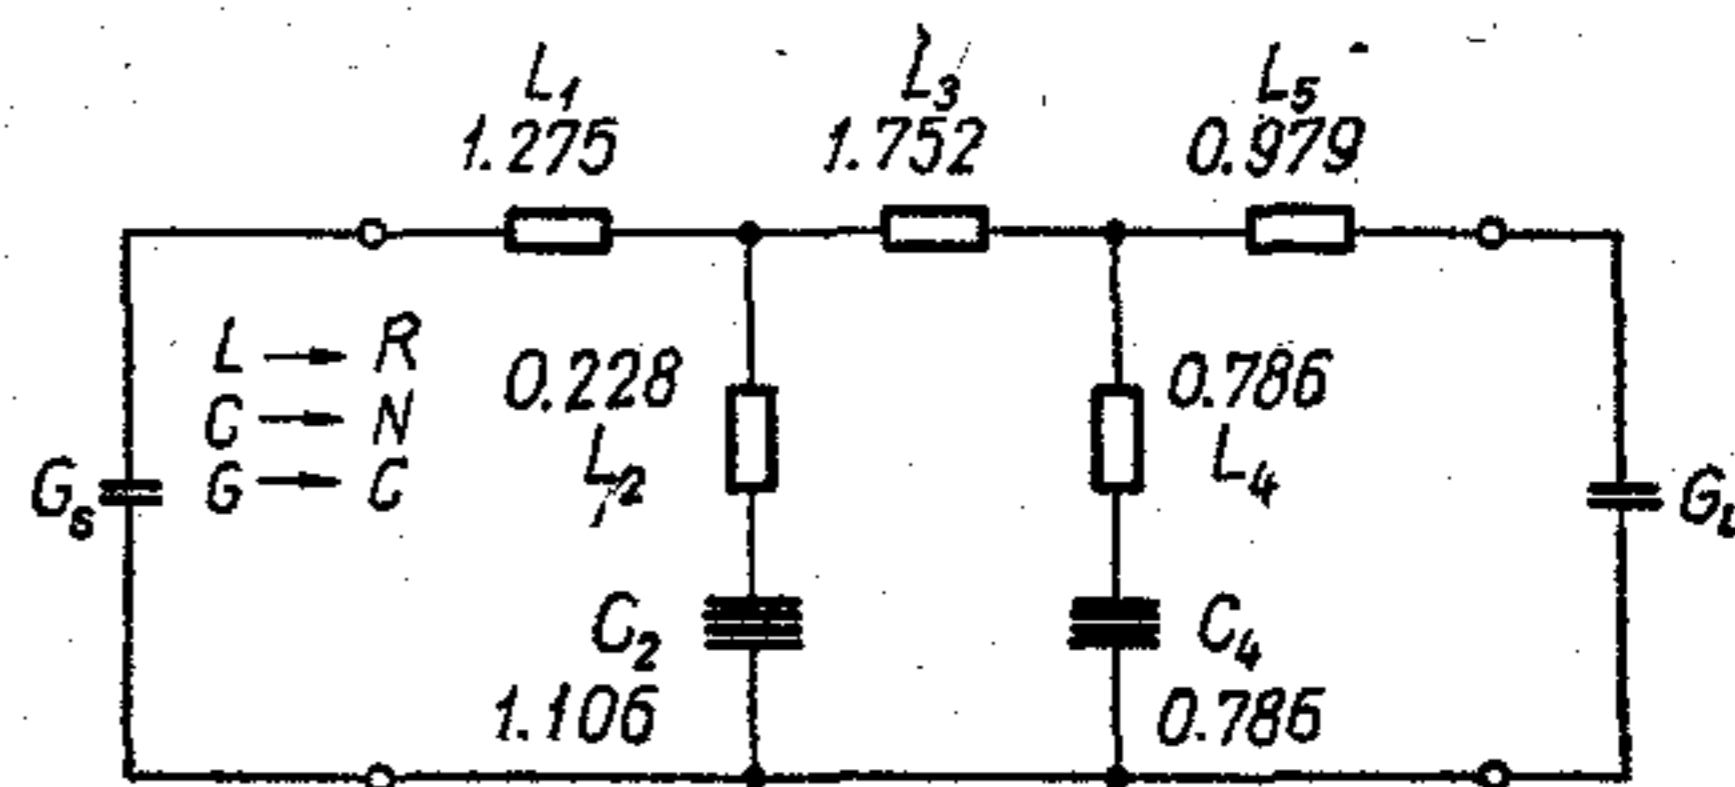 L₁ L₃ L₅
1.275 1.752 0.979
L → R
C → N
G → C
Gₛ
0.228
L₂
C₂
1.106
0.786
L₄
C₄
0.786